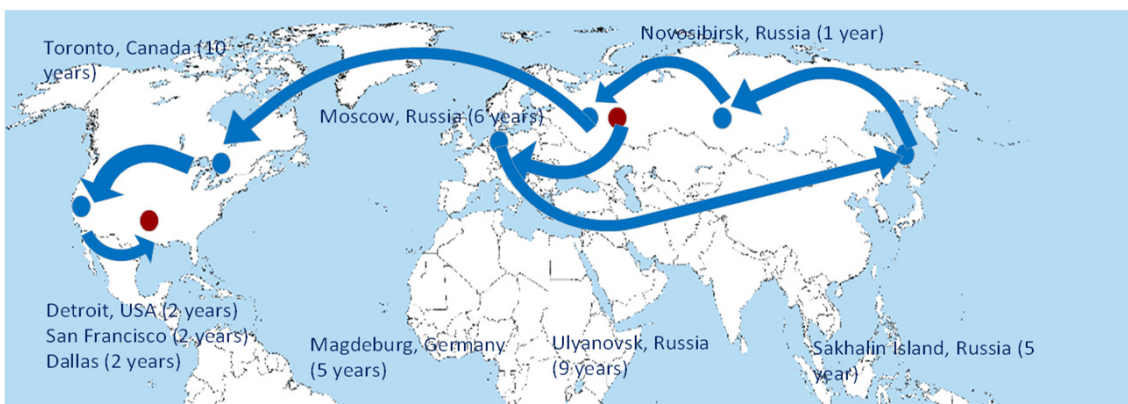 Toronto, Canada (10
years)
Novosibirsk, Russia (1 year)
Moscow, Russia (6 years)
Detroit, USA (2 years)
San Francisco (2 years)
Dallas (2 years)
Magdeburg, Germany
(5 years)
Ulyanovsk, Russia
(9 years)
Sakhalin Island, Russia (5
year)